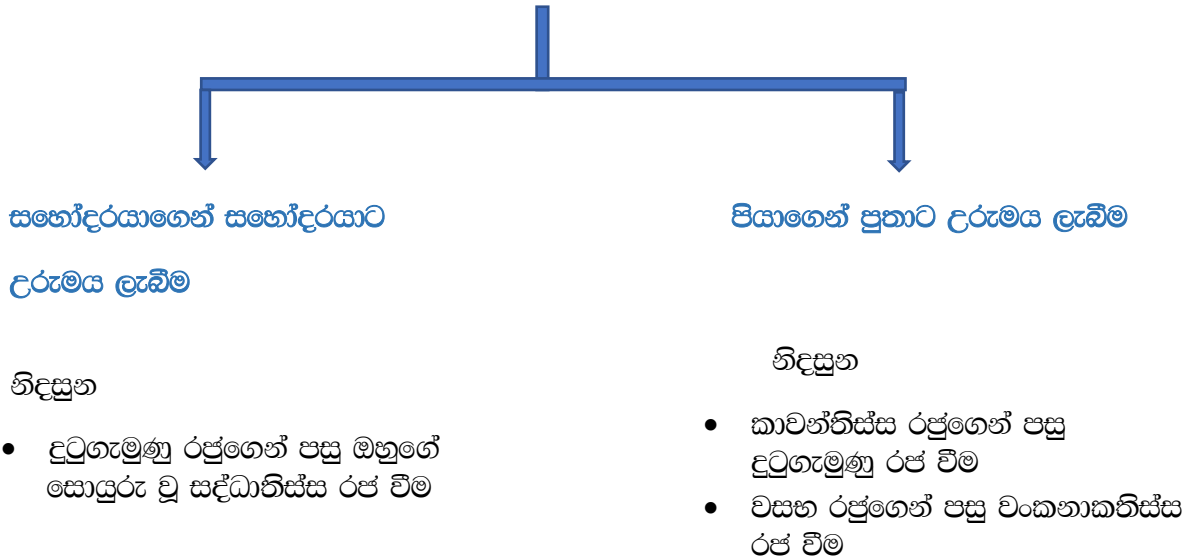 සහෝදරයාගෙන් සහෝදරයාට
උරුමය ලැබීම
නිදසුන
• දුටුගැමුණු රජුගෙන් පසු ඔහුගේ
සොයුරු වූ සද්ධාතිස්ස රජ වීම
පියාගෙන් පුතාට උරුමය ලැබීම
නිදසුන
• කාවන්තිස්ස රජුගෙන් පසු
දුටුගැමුණු රජ වීම
• වසභ රජුගෙන් පසු වංකනාකතිස්ස
රජ වීම